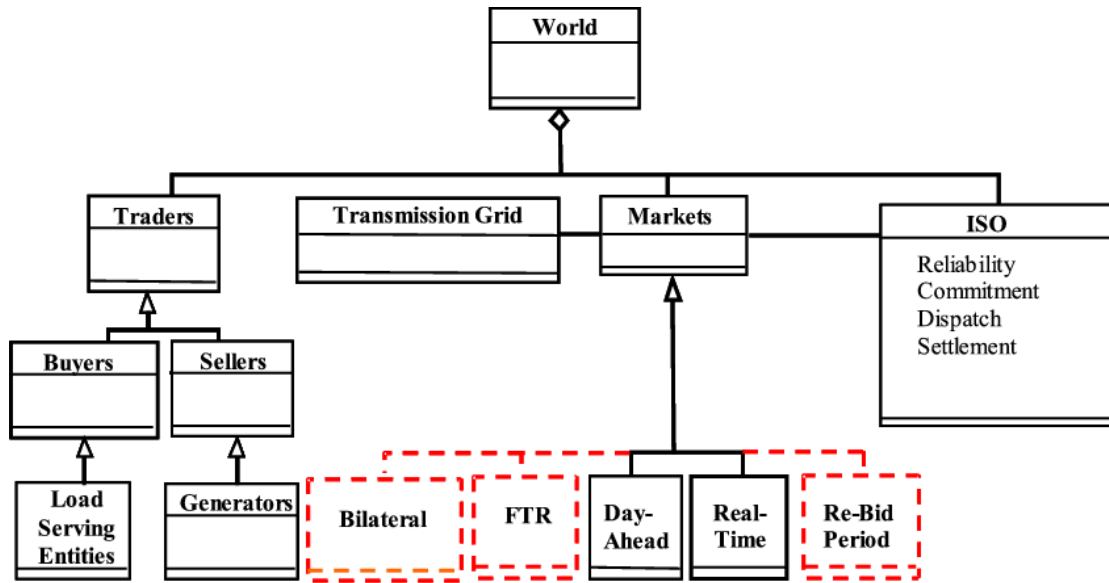 World
Traders
Transmission Grid
Markets
ISO
Reliability
Commitment
Dispatch
Settlement
Buyers
Sellers
Load
Serving
Entities
Generators
Bilateral
FTR
Day-
Ahead
Real-
Time
Re-Bid
Period